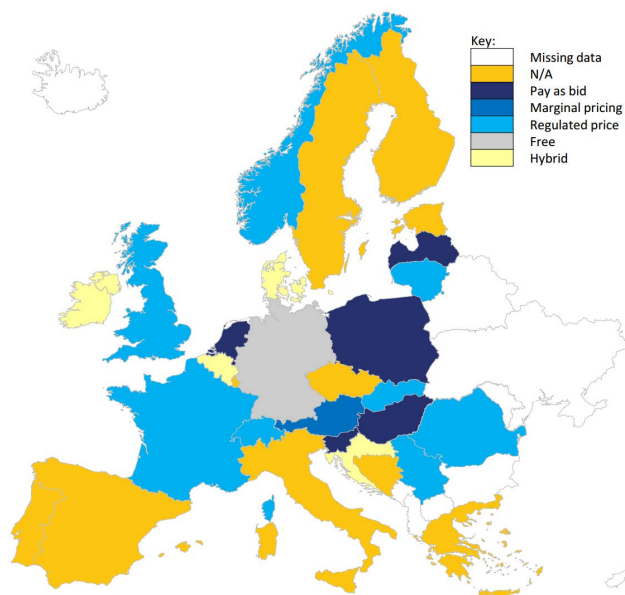 Key:
Missing data
N/A
Pay as bid
Marginal pricing
Regulated price
Free
Hybrid